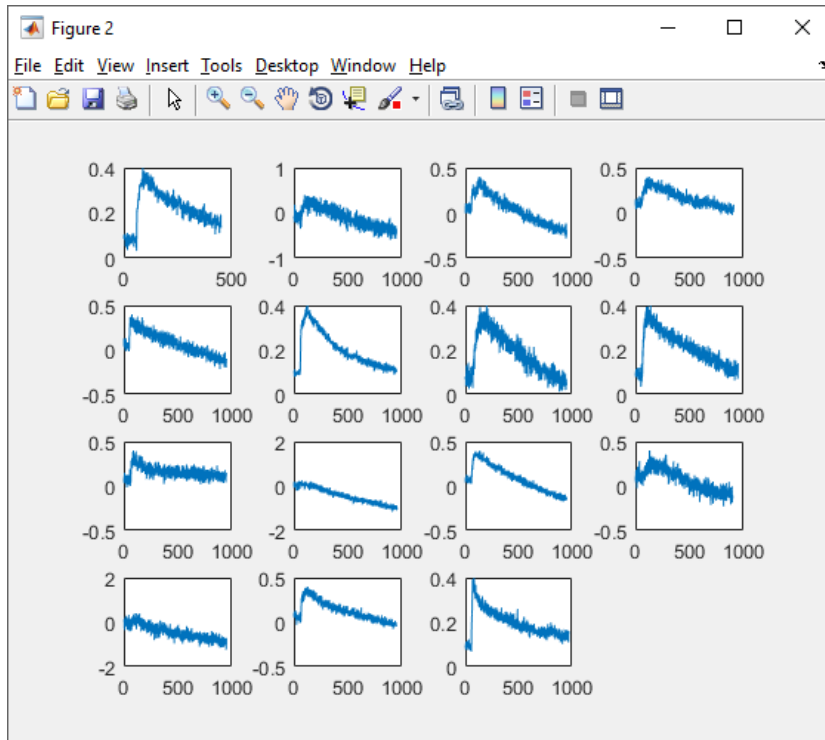 Figure 2
File Edit View Insert Tools Desktop Window Help
0.4 1 0.5 0.5
0.2 0 0 0
0 -1 -0.5 -0.5
0 500 0 500 1000 0 500 1000 0 500 1000
0.5 0.4 0.4 0.4
0 0.2 0.2 0.2
-0.5 0 0 0
0 500 1000 0 500 1000 0 500 1000 0 500 1000
0.5 2 0.5 0.5
0 0 0 0
-0.5 -2 -0.5 -0.5
0 500 1000 0 500 1000 0 500 1000 0 500 1000
2 0.5 0.4
0 0 0.2
-2 -0.5 0
0 500 1000 0 500 1000 0 500 1000